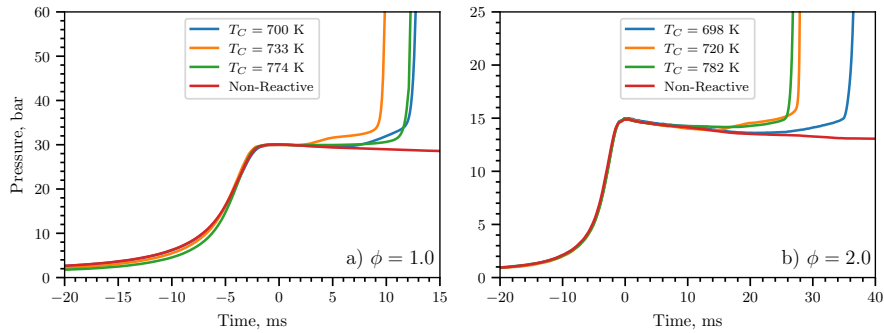 Pressure, bar
60
50
40
30
20
10
0
T_C = 700 K
T_C = 733 K
T_C = 774 K
Non-Reactive
a) ϕ = 1.0
−20 −15 −10 −5 0 5 10 15
Time, ms
25
20
15
10
5
0
T_C = 698 K
T_C = 720 K
T_C = 782 K
Non-Reactive
b) ϕ = 2.0
−20 −10 0 10 20 30 40
Time, ms